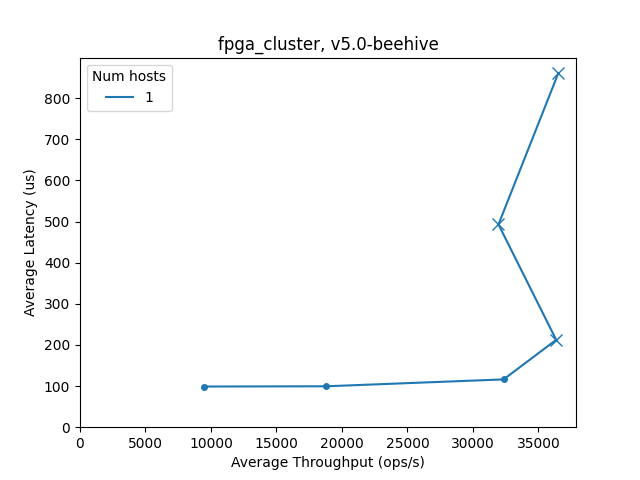 fpga_cluster, v5.0-beehive
Num hosts
1
Average Latency (us)
800
700
600
500
400
300
200
100
0
0 5000 10000 15000 20000 25000 30000 35000
Average Throughput (ops/s)